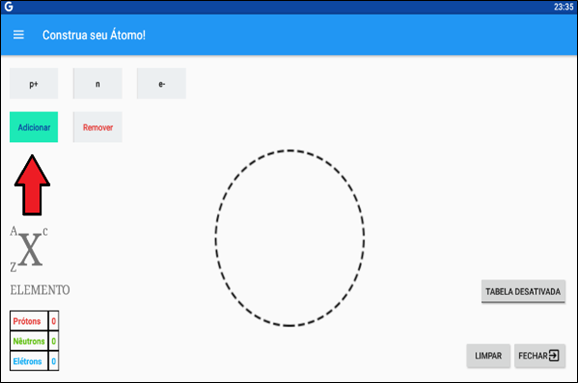 G 23:35
Construa seu Átomo!
p+ n e-
Adicionar Remover
A X c
Z
ELEMENTO
TABELA DESATIVADA
Prótons 0
Nêutrons 0
Elétrons 0
LIMPAR FECHAR